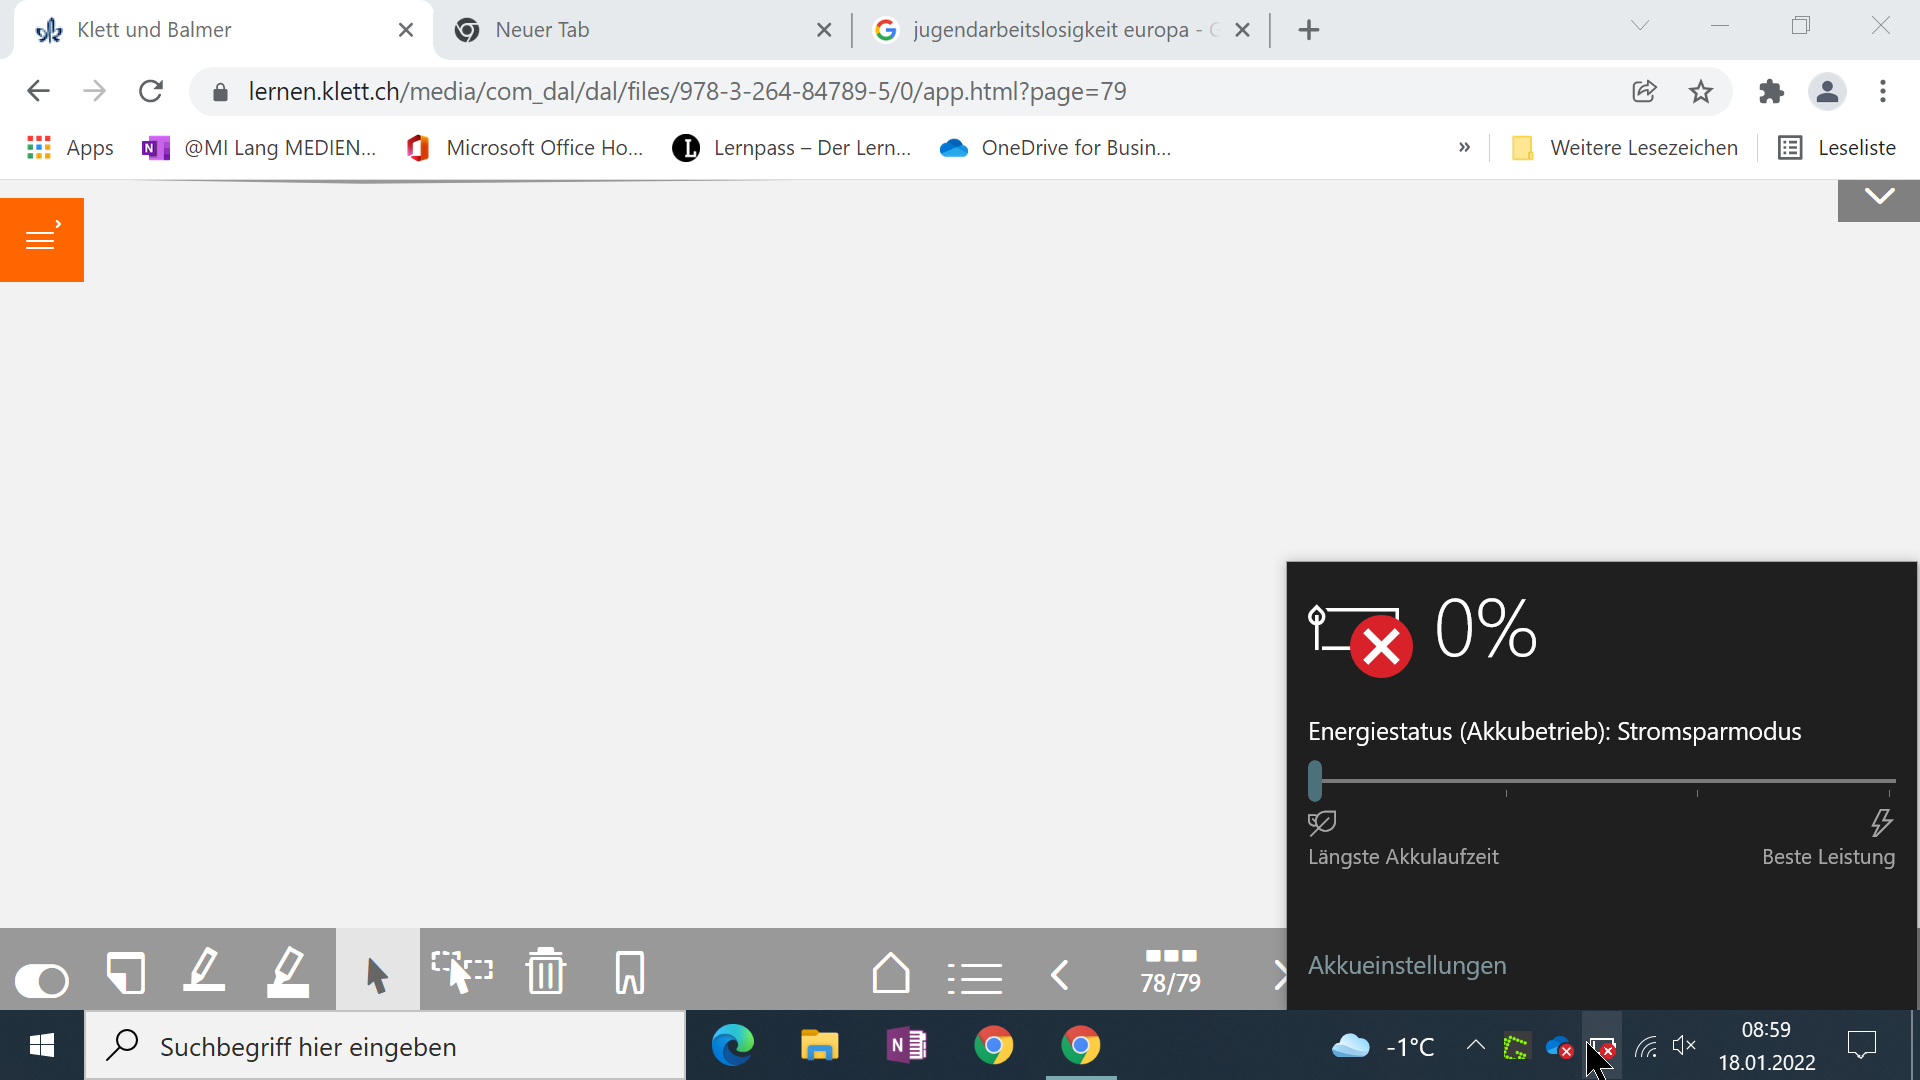 Klett und Balmer
Neuer Tab
jugendarbeitslosigkeit europa - G
lernen.klett.ch/media/com_dal/dal/files/978-3-264-84789-5/0/app.html?page=79
Apps
@MI Lang MEDIEN...
Microsoft Office Ho...
Lernpass – Der Lern...
OneDrive for Busin...
»
Weitere Lesezeichen
Leseliste
0%
Energiestatus (Akkubetrieb): Stromsparmodus
Längste Akkulaufzeit
Beste Leistung
Akkueinstellungen
78/79
Suchbegriff hier eingeben
-1°C
08:59
18.01.2022